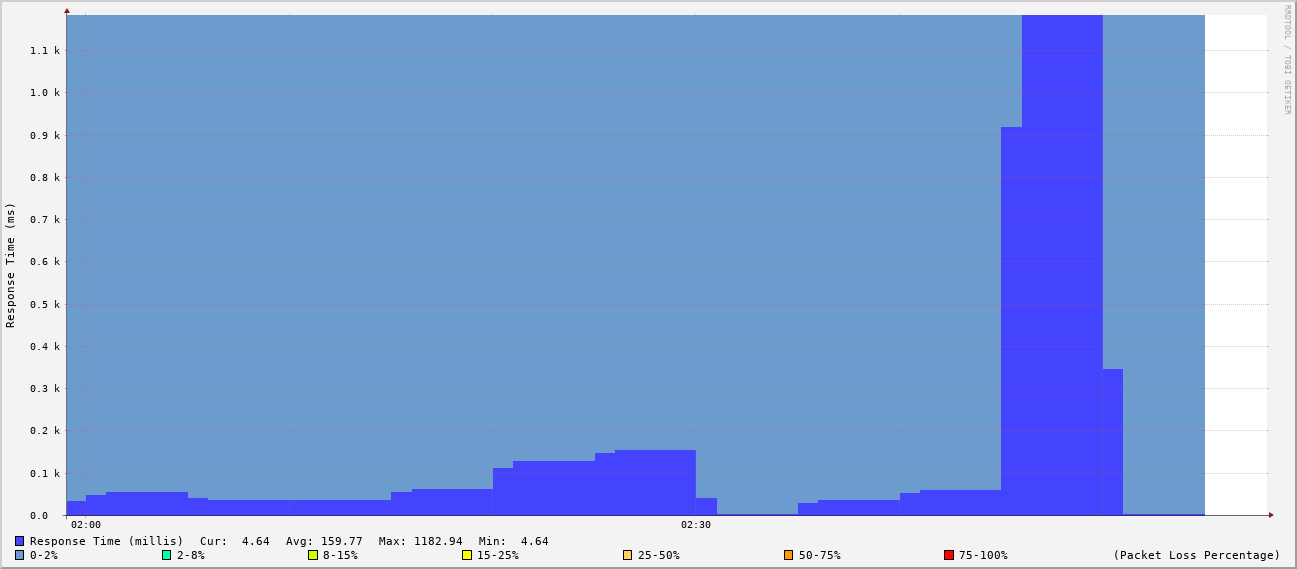 RRDTOOL / TOBI OETIKER
Response Time (ms)
1.1 k
1.0 k
0.9 k
0.8 k
0.7 k
0.6 k
0.5 k
0.4 k
0.3 k
0.2 k
0.1 k
0.0
02:00 02:30
Response Time (millis) Cur: 4.64 Avg: 159.77 Max: 1182.94 Min: 4.64
0-2% 2-8% 8-15% 15-25% 25-50% 50-75% 75-100% (Packet Loss Percentage)